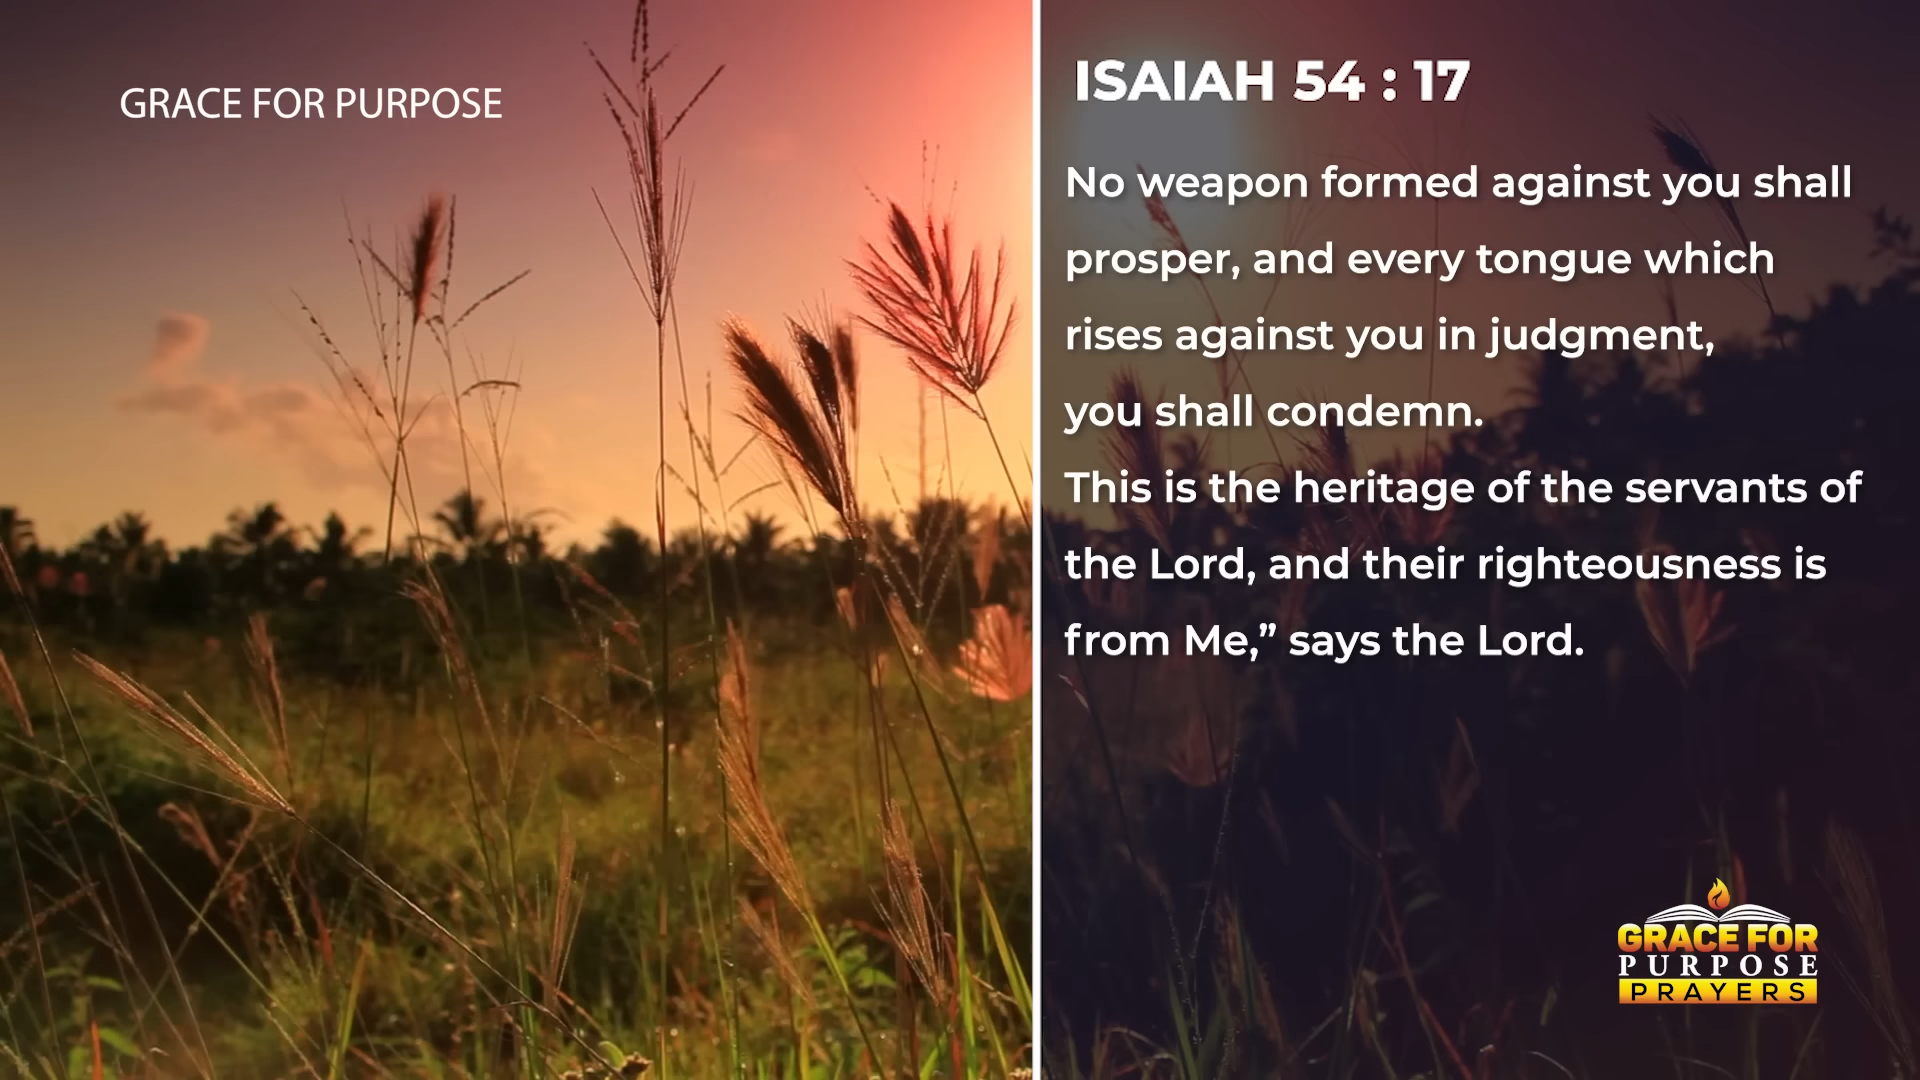 GRACE FOR PURPOSE
ISAIAH 54 : 17
No weapon formed against you shall
prosper, and every tongue which
rises against you in judgment,
you shall condemn.
This is the heritage of the servants of
the Lord, and their righteousness is
from Me,” says the Lord.
GRACE FOR
PURPOSE
PRAYERS